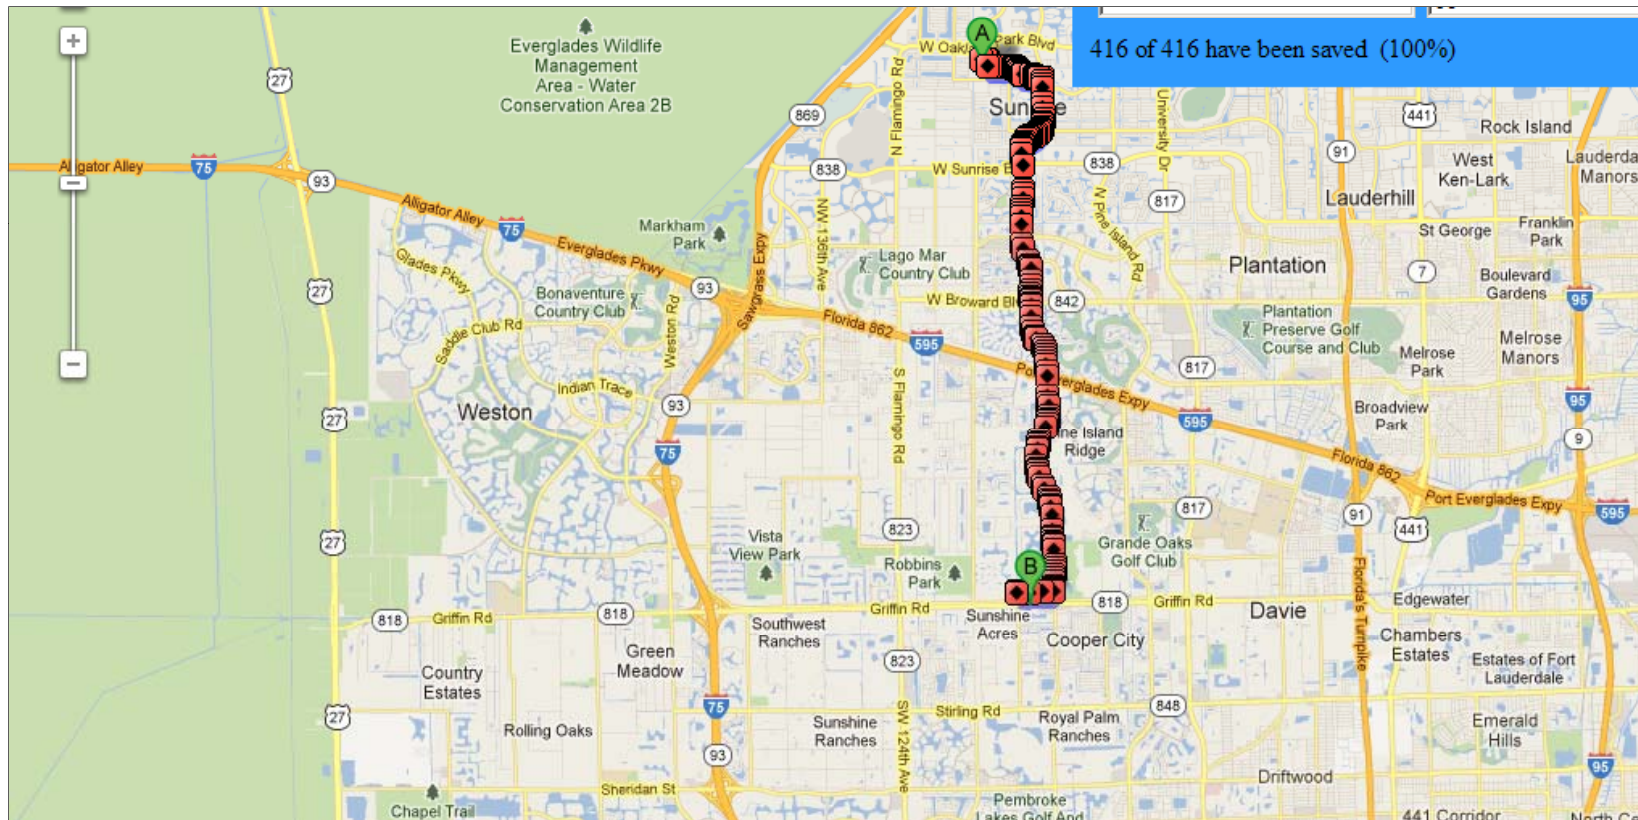 416 of 416 have been saved (100%)
A
Park Blvd
W Oakla
Everglades Wildlife
Management
Area - Water
Conservation Area 2B
27
869
N Flamingo Rd
University Dr
441
Rock Island
Alligator Alley
75
93
838
W Sunrise B
838
91
West
Ken-Lark
Lauderda
Manors
Alligator Alley
75
Everglades Pkwy
Markham
Park
NW 136th Ave
N Pine Island Rd
817
Lauderhill
St George
Franklin
Park
Glades Pkwy
93
Sawgrass Expy
Lago Mar
Country Club
Plantation
7
Boulevard
Gardens
27
Bonaventure
Country Club
Weston Rd
W Broward Bl
842
95
Saddle Club Rd
Florida 862
595
Plantation
Preserve Golf
Course and Club
Melrose
Park
Melrose
Manors
Indian Trace
S Flamingo Rd
Everglades Expy
817
Weston
93
27
75
Ridge
595
Broadview
Park
95
9
Florida 862
Port Everglades Expy
595
27
Vista
View Park
823
817
Grande Oaks
Golf Club
91
441
Robbins
Park
B
818
Griffin Rd
818
Griffin Rd
Sunshine
Acres
818
Griffin Rd
Davie
Edgewater
Southwest
Ranches
Cooper City
Florida's Turnpike
Chambers
Estates
Green
Meadow
823
Country
Estates
Estates of Fort
Lauderdale
27
75
Rolling Oaks
Sunshine
Ranches
SW 124th Ave
Stirling Rd
Royal Palm
Ranches
848
Emerald
Hills
93
95
Sheridan St
Driftwood
Chapel Trail
Pembroke
Lakes Golf And
441 Corridor